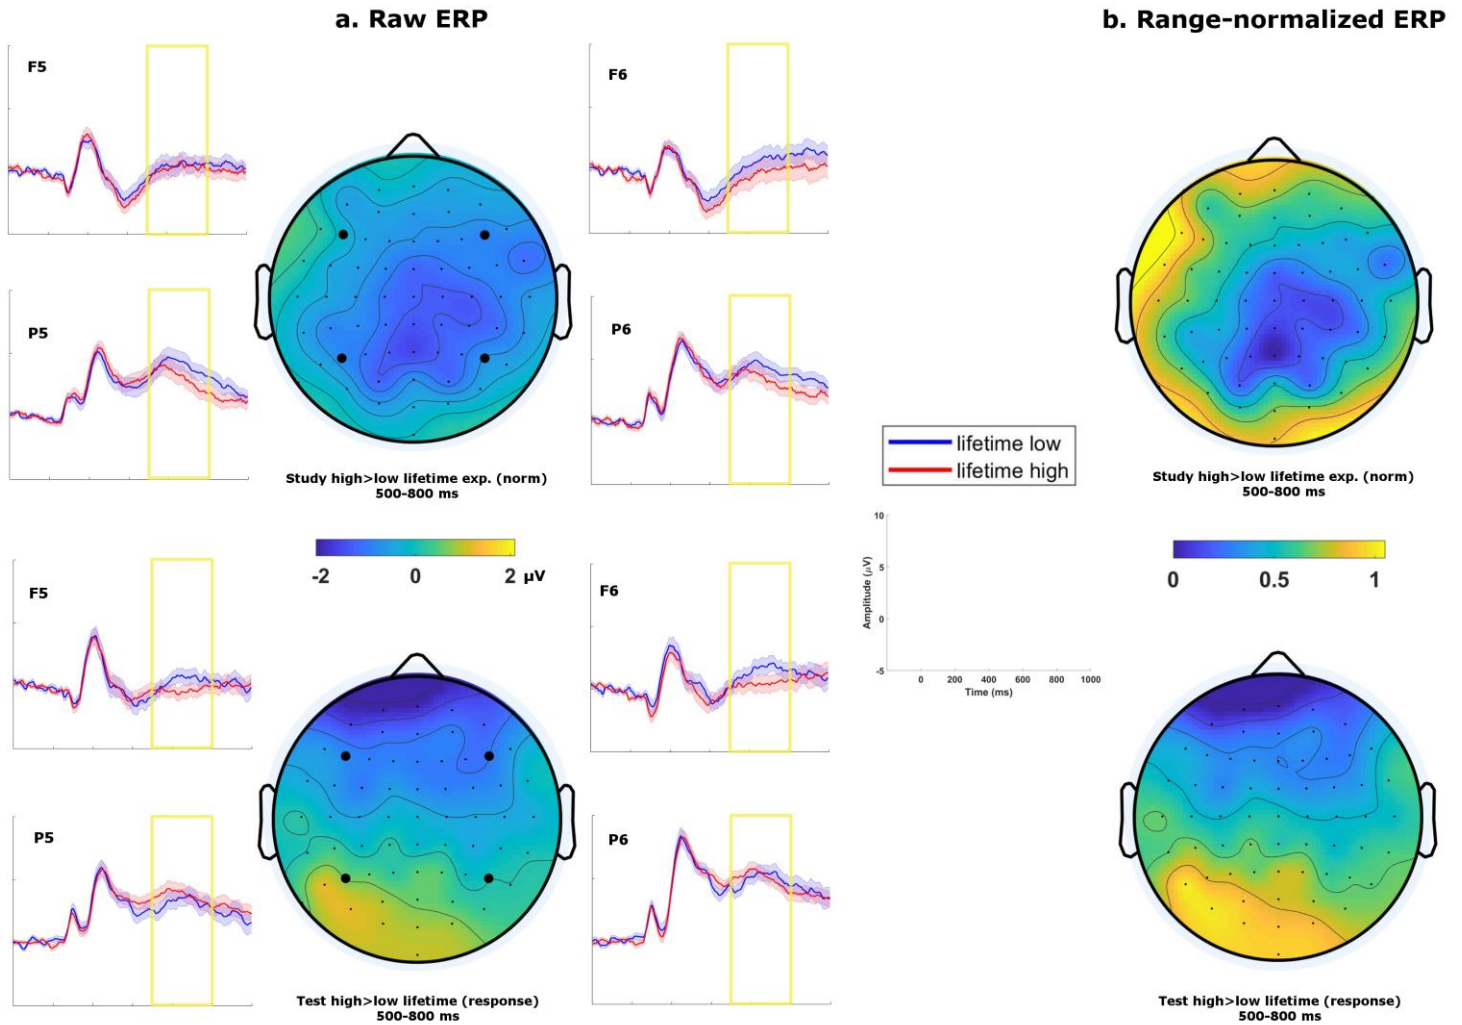 a. Raw ERP
b. Range-normalized ERP
F5
F6
P5
P6
Study high>low lifetime exp. (norm)
500-800 ms
lifetime low
lifetime high
Study high>low lifetime exp. (norm)
500-800 ms
-2 0 2 µV
10
5
0
-5
Amplitude (µV)
0 200 400 600 800 1000
Time (ms)
0 0.5 1
F5
F6
P5
P6
Test high>low lifetime (response)
500-800 ms
Test high>low lifetime (response)
500-800 ms